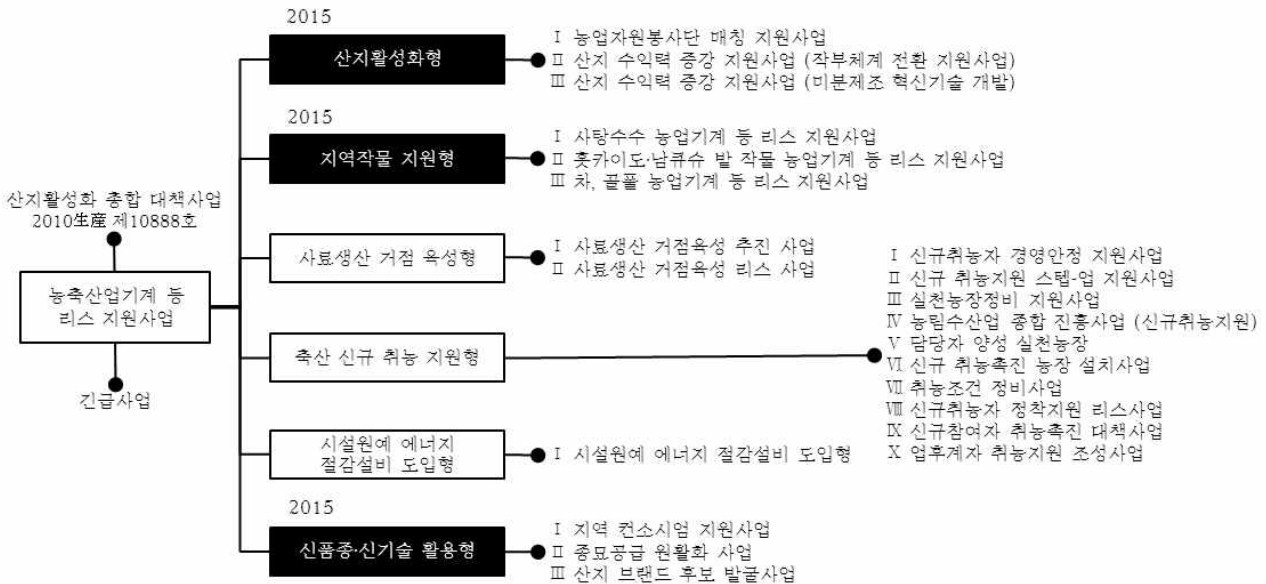 산지활성화 총합 대책사업
2010生産 제10888호
농축산업기계 등
리스 지원사업
긴급사업
2015
산지활성화형
Ⅰ 농업자원봉사단 매칭 지원사업
Ⅱ 산지 수익력 증강 지원사업 (작부체계 전환 지원사업)
Ⅲ 산지 수익력 증강 지원사업 (미분제조 혁신기술 개발)
2015
지역작물 지원형
Ⅰ 사탕수수 농업기계 등 리스 지원사업
Ⅱ 홋카이도·남큐슈 밭 작물 농업기계 등 리스 지원사업
Ⅲ 차, 골풀 농업기계 등 리스 지원사업
사료생산 거점 육성형
Ⅰ 사료생산 거점육성 추진 사업
Ⅱ 사료생산 거점육성 리스 사업
축산 신규 취농 지원형
Ⅰ 신규취농자 경영안정 지원사업
Ⅱ 신규 취농지원 스텝-업 지원사업
Ⅲ 실천농장정비 지원사업
Ⅳ 농림수산업 종합 진흥사업 (신규취농지원)
Ⅴ 담당자 양성 실천농장
Ⅵ 신규 취농촉진 농장 설치사업
Ⅶ 취농조건 정비사업
Ⅷ 신규취농자 정착지원 리스사업
Ⅸ 신규참여자 취농촉진 대책사업
Ⅹ 업후계자 취농지원 조성사업
시설원예 에너지
절감설비 도입형
Ⅰ 시설원예 에너지 절감설비 도입형
2015
신품종·신기술 활용형
Ⅰ 지역 컨소시엄 지원사업
Ⅱ 종묘공급 원활화 사업
Ⅲ 산지 브랜드 후보 발굴사업